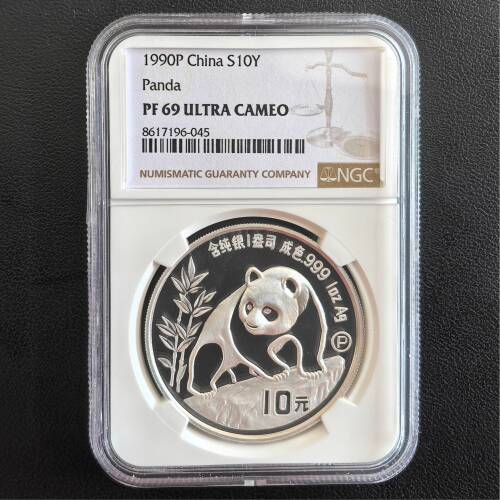 1990P China S10Y
Panda
PF 69 ULTRA CAMEO
8617196-045
NUMISMATIC GUARANTY COMPANY
NGC
含纯银1盎司 成色.999 1oz Ag
P
10元